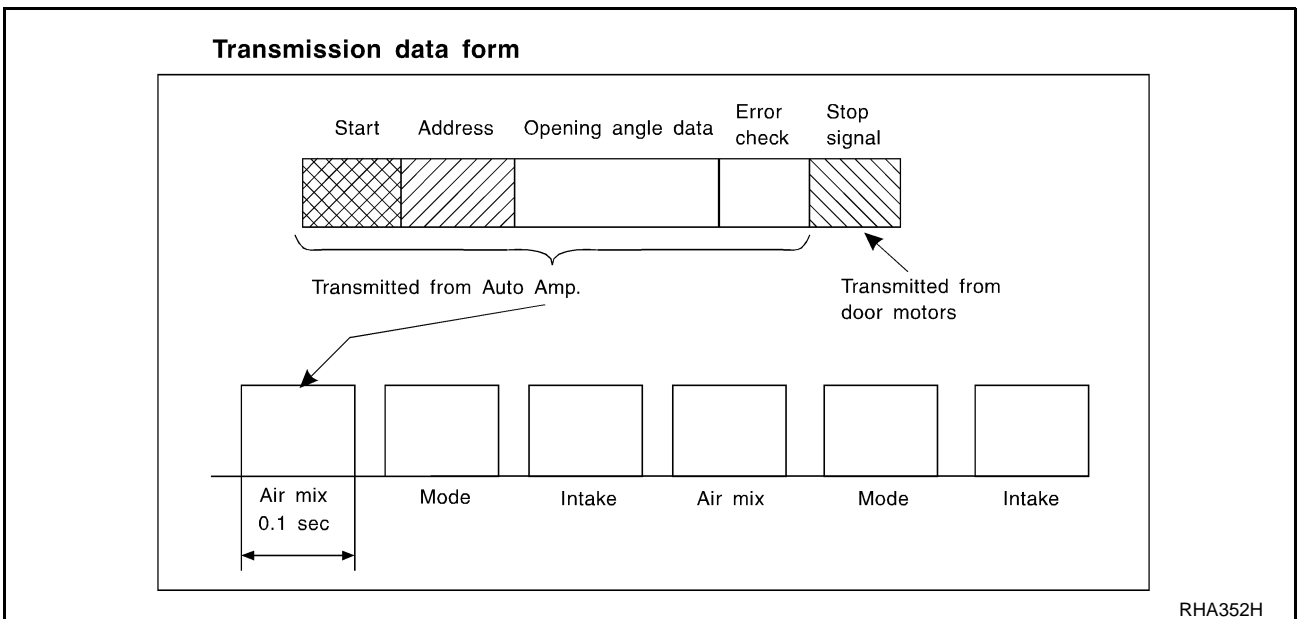 Transmission data form
Start
Address
Opening angle data
Error
check
Stop
signal
Transmitted from Auto Amp.
Transmitted from
door motors
Air mix
0.1 sec
Mode
Intake
Air mix
Mode
Intake
RHA352H